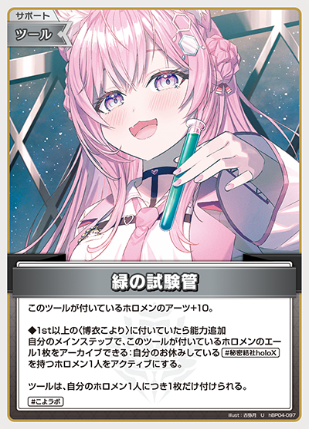 サポート
ツール
緑の試験管
このツールが付いているホロメンのアーツ+10。
◆1st以上の〈博衣こより〉に付いていたら能力追加
自分のメインステップで、このツールが付いているホロメンのエー
ル1枚をアーカイブできる:自分のお休みしている #秘密結社holoX
を持つホロメン1人をアクティブにする。
ツールは、自分のホロメン1人につき1枚だけ付けられる。
#こよラボ
U hBP04-097